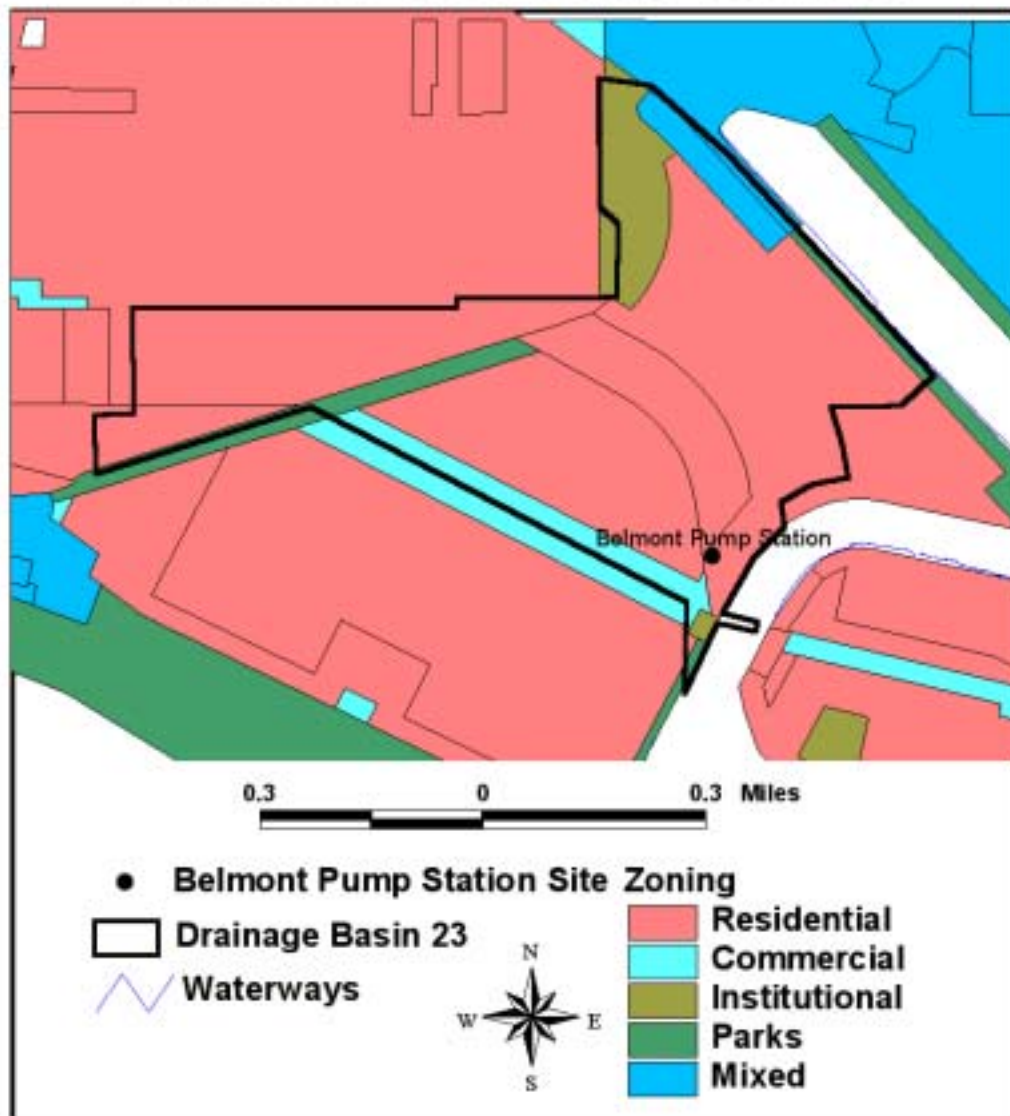 Belmont Pump Station
0.3 0 0.3 Miles
Belmont Pump Station Site
Drainage Basin 23
Waterways
N
W E
S
Zoning
Residential
Commercial
Institutional
Parks
Mixed